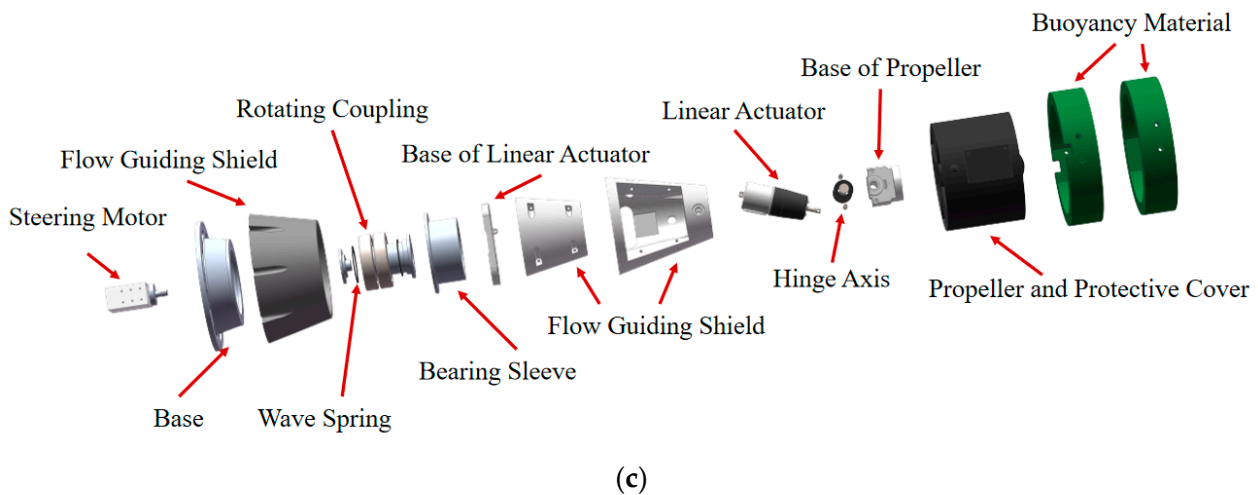 Buoyancy Material
Base of Propeller
Linear Actuator
Rotating Coupling
Base of Linear Actuator
Flow Guiding Shield
Steering Motor
Hinge Axis
Propeller and Protective Cover
Flow Guiding Shield
Bearing Sleeve
Base
Wave Spring
(c)